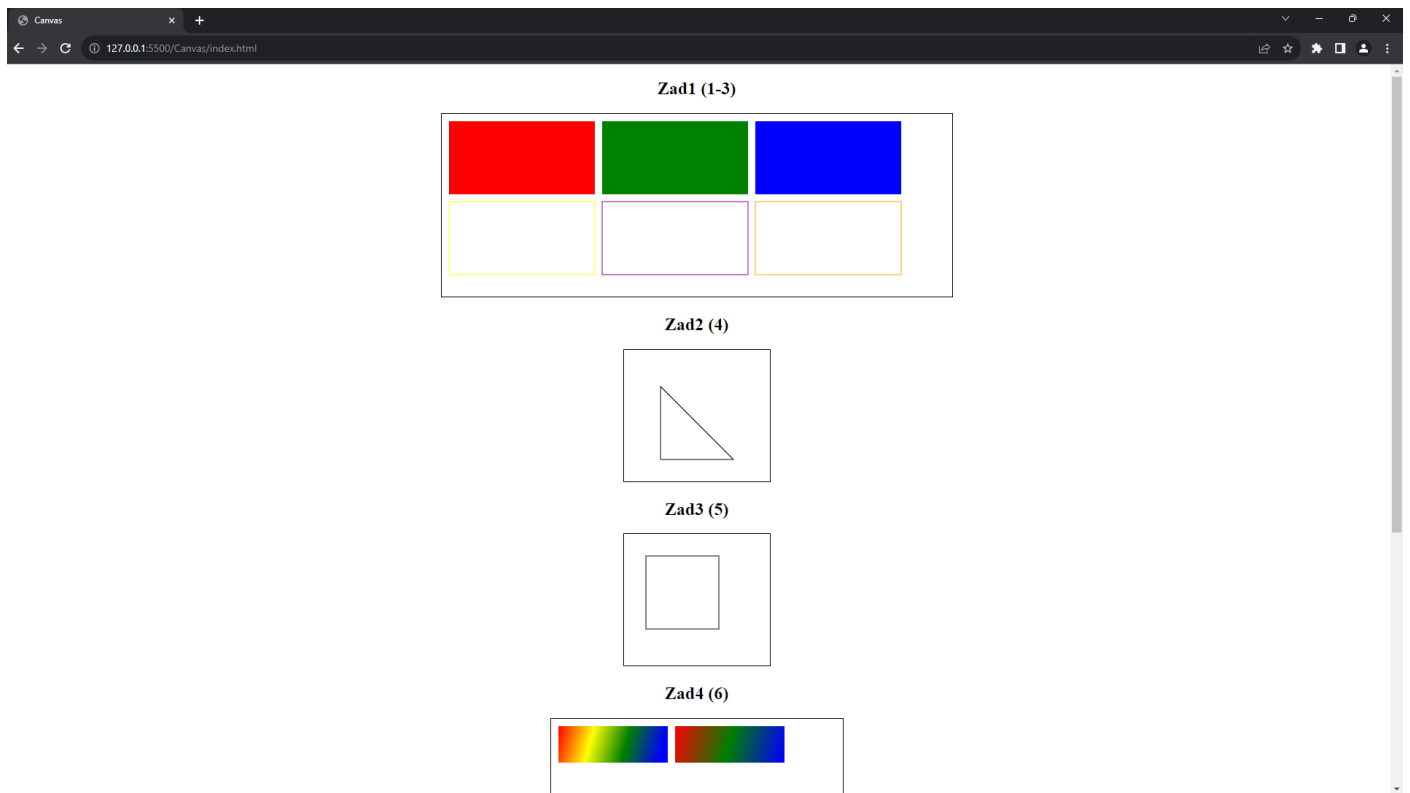 Canvas
127.0.0.1:5500/Canvas/index.html
Zad1 (1-3)
Zad2 (4)
Zad3 (5)
Zad4 (6)